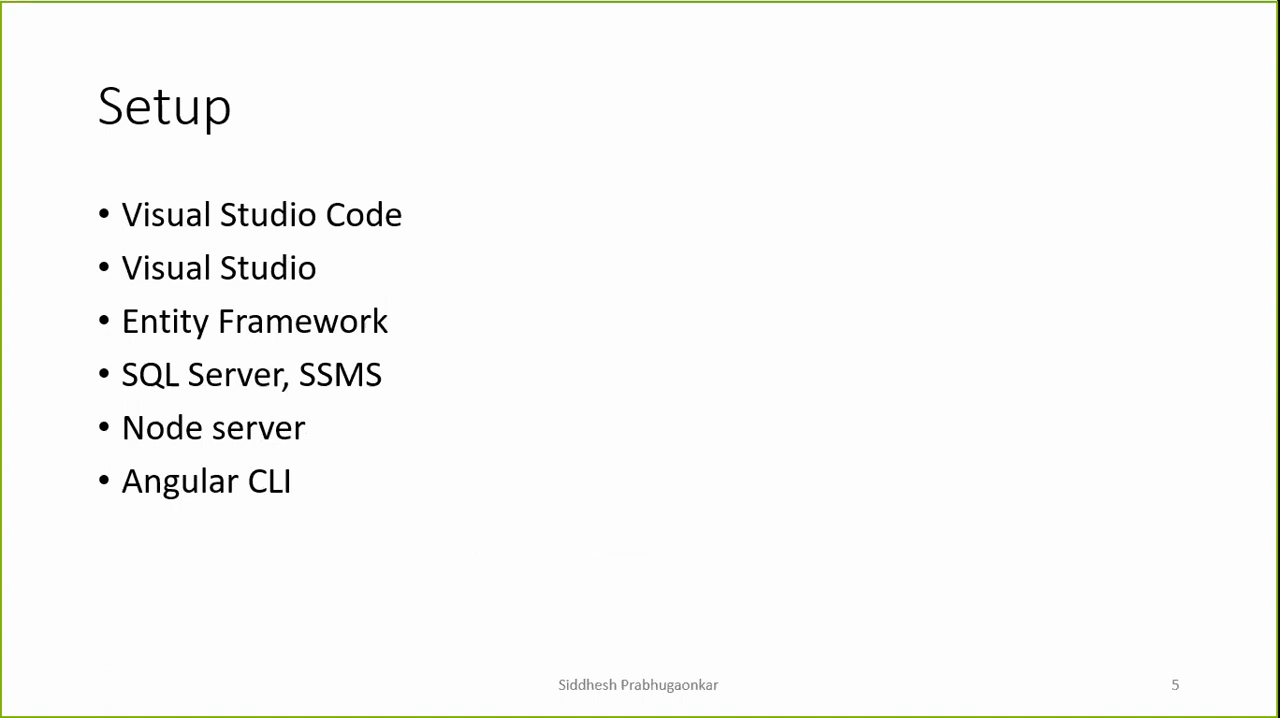 Setup
• Visual Studio Code
• Visual Studio
• Entity Framework
• SQL Server, SSMS
• Node server
• Angular CLI
Siddhesh Prabhugaonkar
5